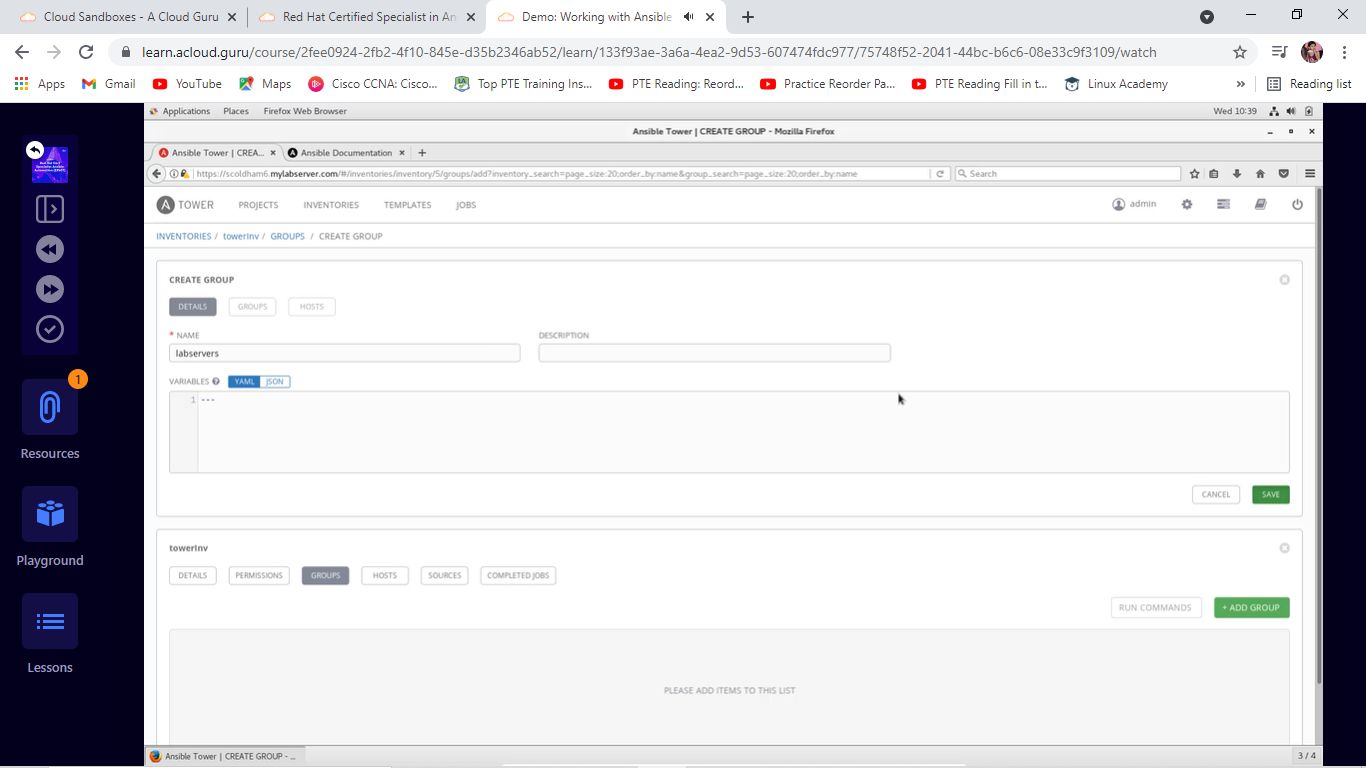 Cloud Sandboxes - A Cloud Guru
Red Hat Certified Specialist in An
Demo: Working with Ansible
learn.acloud.guru/course/2fee0924-2fb2-4f10-845e-d35b2346ab52/learn/133f93ae-3a6a-4ea2-9d53-607474fdc977/75748f52-2041-44bc-b6c6-08e33c9f3109/watch
Apps Gmail YouTube Maps Cisco CCNA: Cisco... Top PTE Training Ins... PTE Reading: Reord... Practice Reorder Pa... PTE Reading Fill in t... Linux Academy » Reading list
Applications Places Firefox Web Browser Wed 10:39
Ansible Tower | CREATE GROUP - Mozilla Firefox
Ansible Tower | CREA... Ansible Documentation
https://scoldham6.mylabserver.com/#/inventories/inventory/5/groups/add?inventory_search=page_size:20;order_by:name&group_search=page_size:20;order_by:name Search
A TOWER PROJECTS INVENTORIES TEMPLATES JOBS admin
INVENTORIES / towerInv / GROUPS / CREATE GROUP
CREATE GROUP
DETAILS GROUPS HOSTS
* NAME DESCRIPTION
labservers
VARIABLES YAML JSON
1 ---
CANCEL SAVE
towerInv
DETAILS PERMISSIONS GROUPS HOSTS SOURCES COMPLETED JOBS
RUN COMMANDS + ADD GROUP
PLEASE ADD ITEMS TO THIS LIST
Ansible Tower | CREATE GROUP - ... 3 / 4
1
Resources
Playground
Lessons